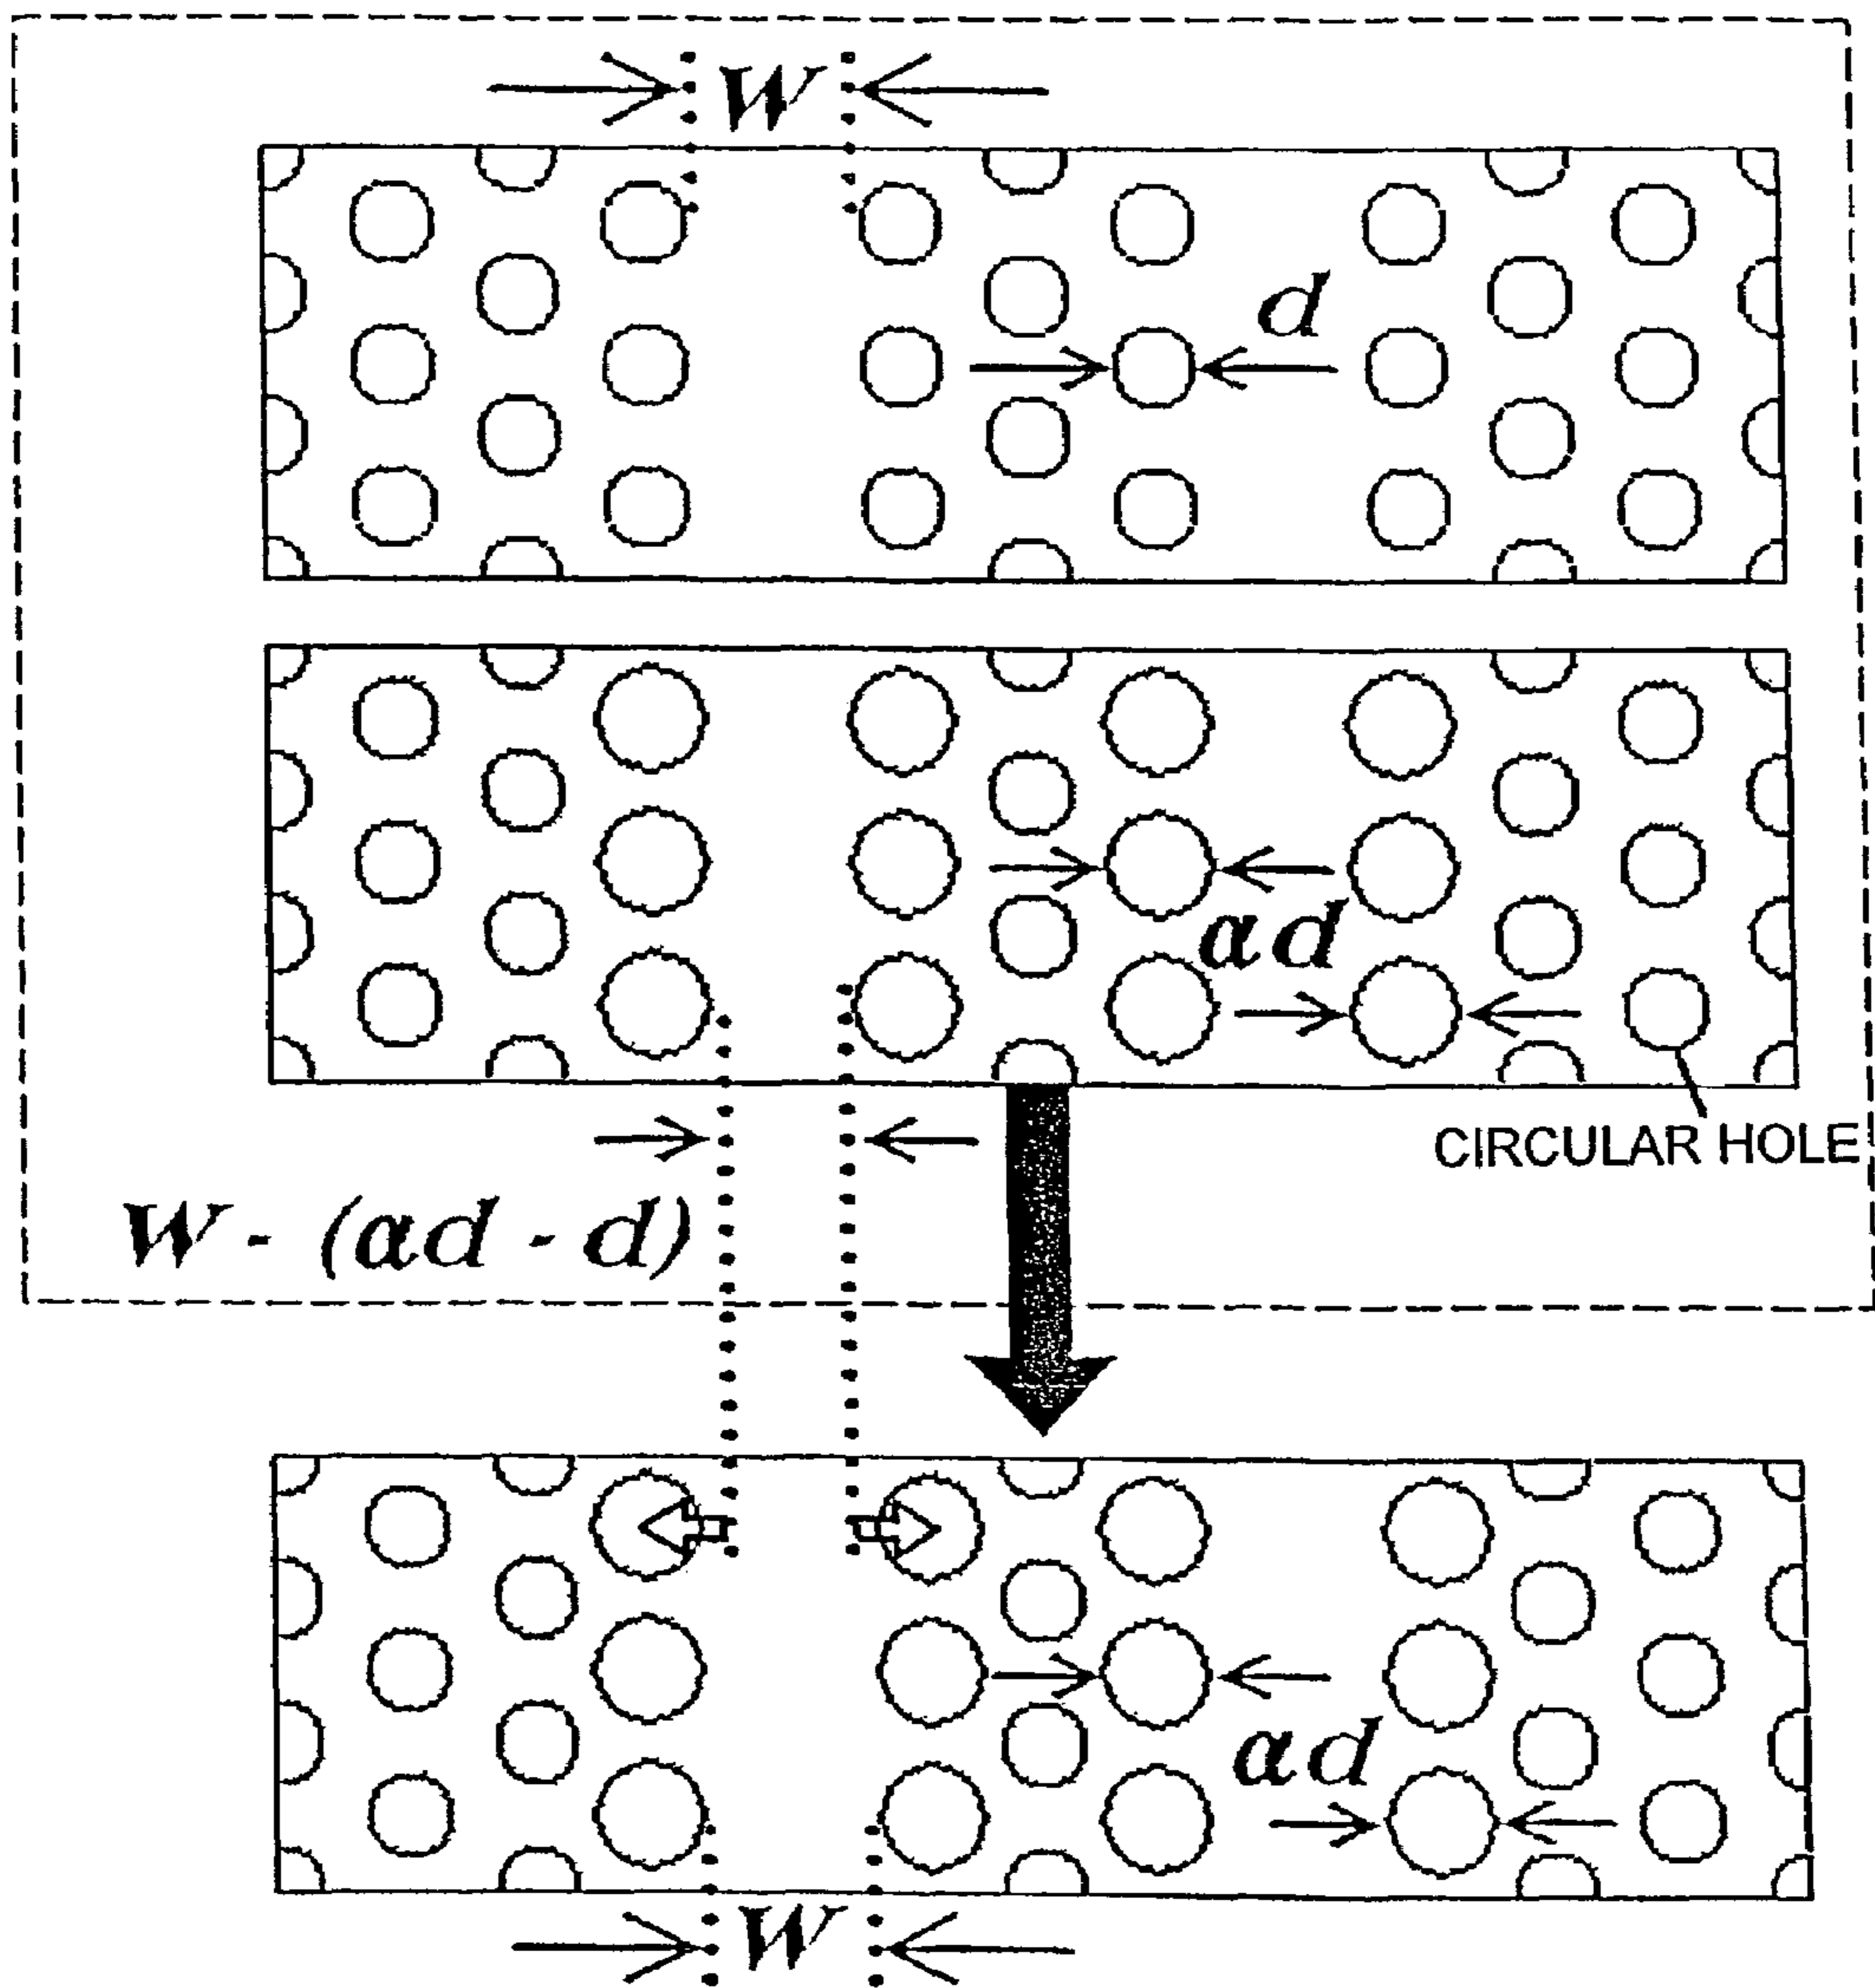 W
d
αd
CIRCULAR HOLE
W - (αd - d)
αd
W